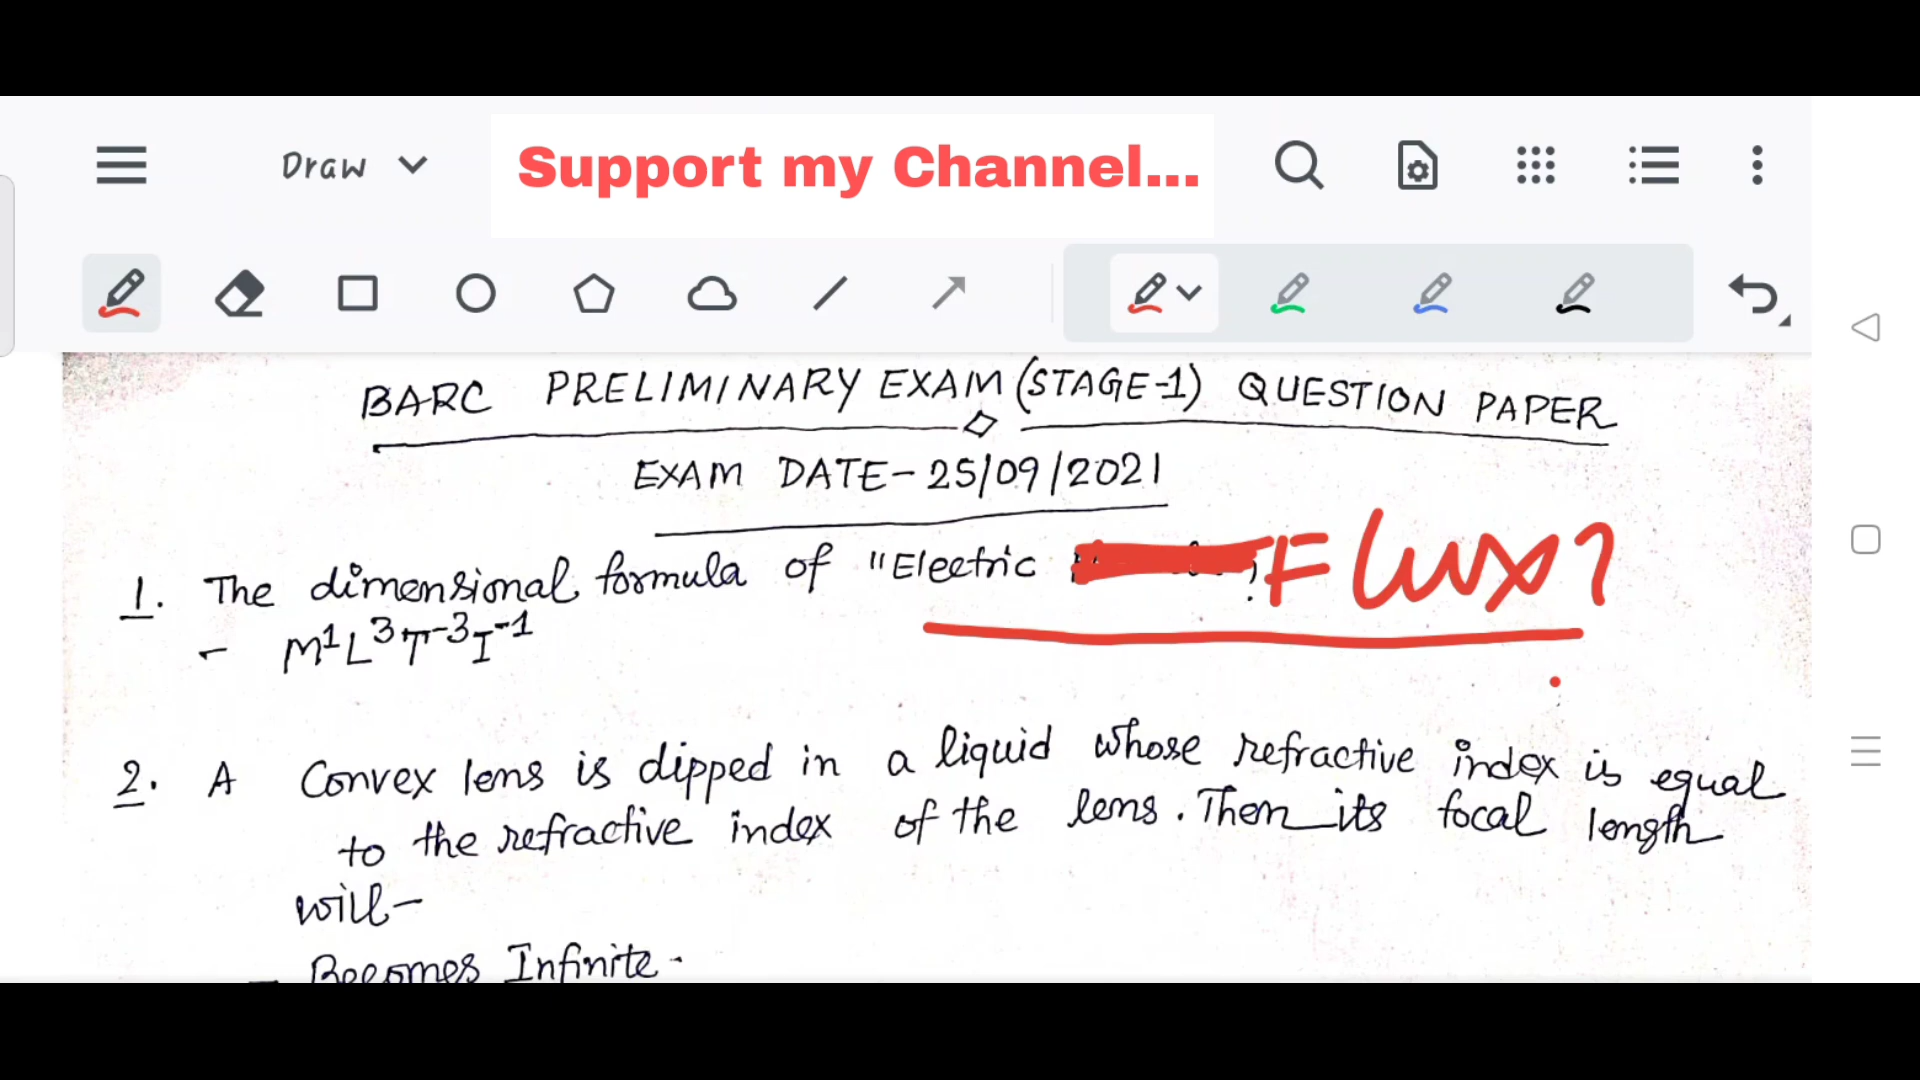 Draw
Support my Channel...
BARC PRELIMINARY EXAM (STAGE-1) QUESTION PAPER
EXAM DATE- 25/09/2021
1. The dimensional formula of "Electric Flux?
- M¹L³T⁻³I⁻¹
2. A Convex lens is dipped in a liquid whose refractive index is equal
to the refractive index of the lens. Then its focal length
will-
- Becomes Infinite.